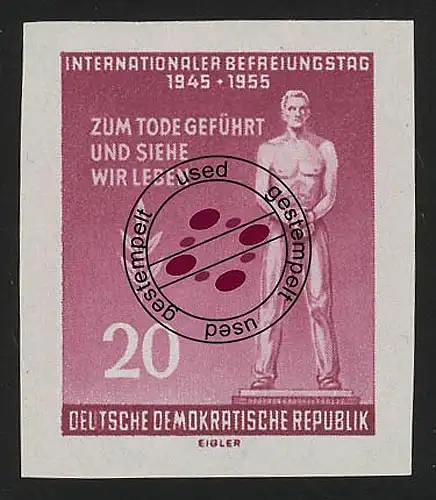 INTERNATIONALER BEFREIUNGSTAG
1945 • 1955
ZUM TODE GEFÜHRT
UND SIEHE
WIR LEBEN
used
gestempelt
gestempelt
used
20
DEUTSCHE DEMOKRATISCHE REPUBLIK
EIGLER